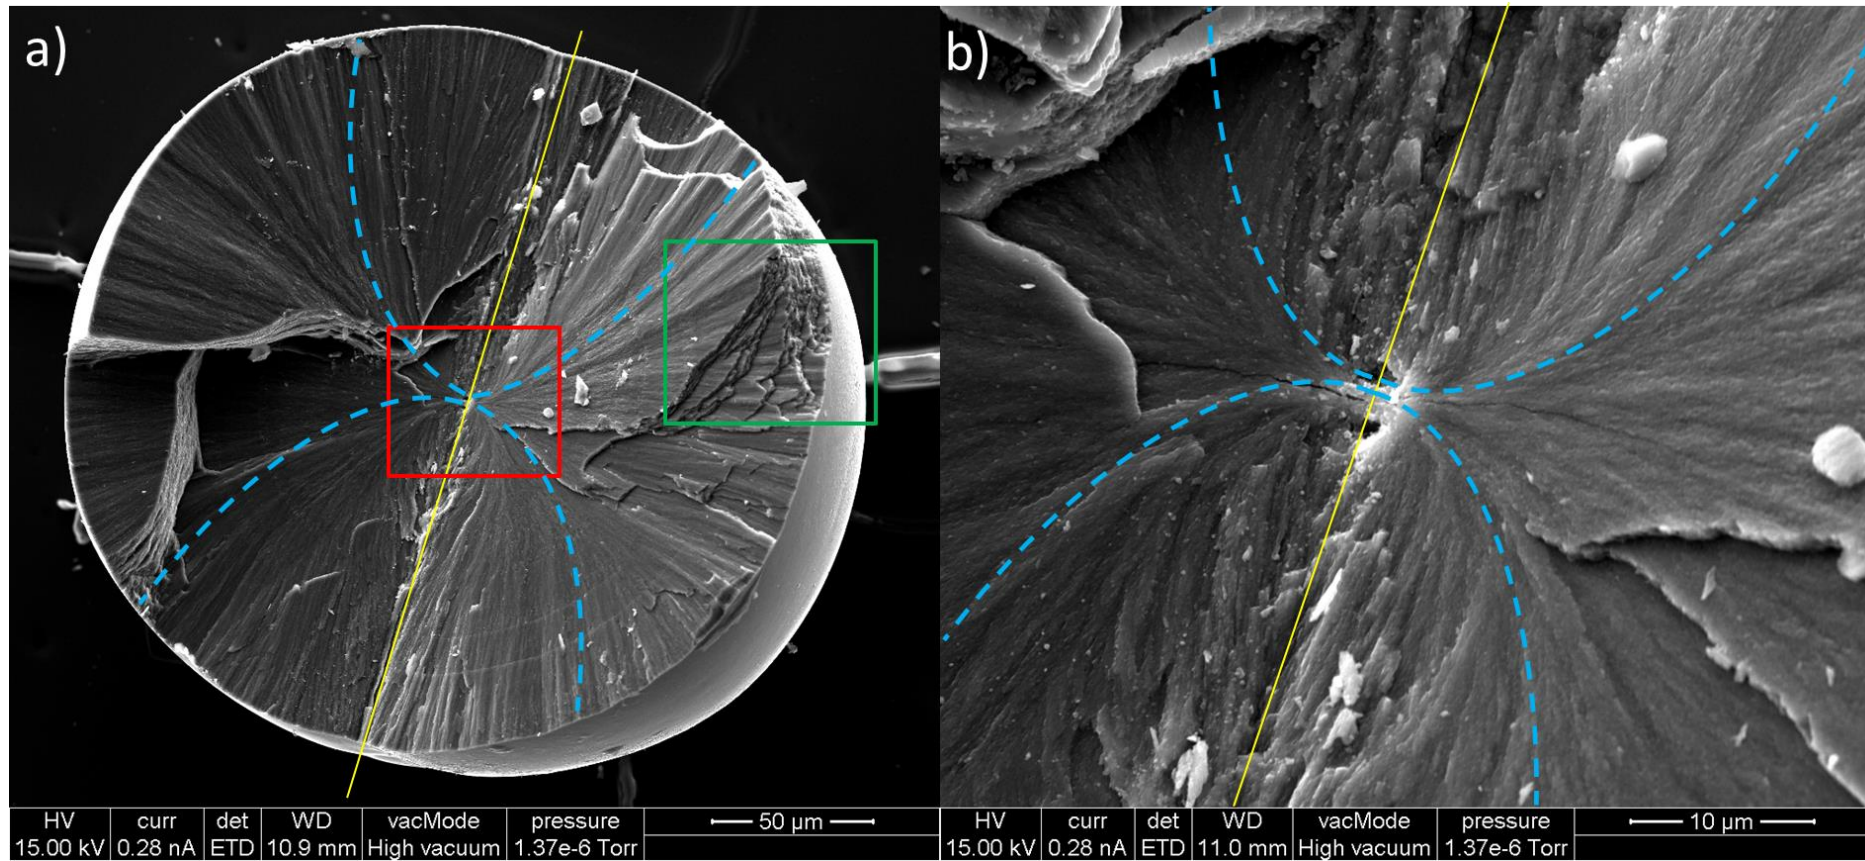 a)
HV curr det WD vacMode pressure 50 µm
15.00 kV 0.28 nA ETD 10.9 mm High vacuum 1.37e-6 Torr
b)
HV curr det WD vacMode pressure 10 µm
15.00 kV 0.28 nA ETD 11.0 mm High vacuum 1.37e-6 Torr